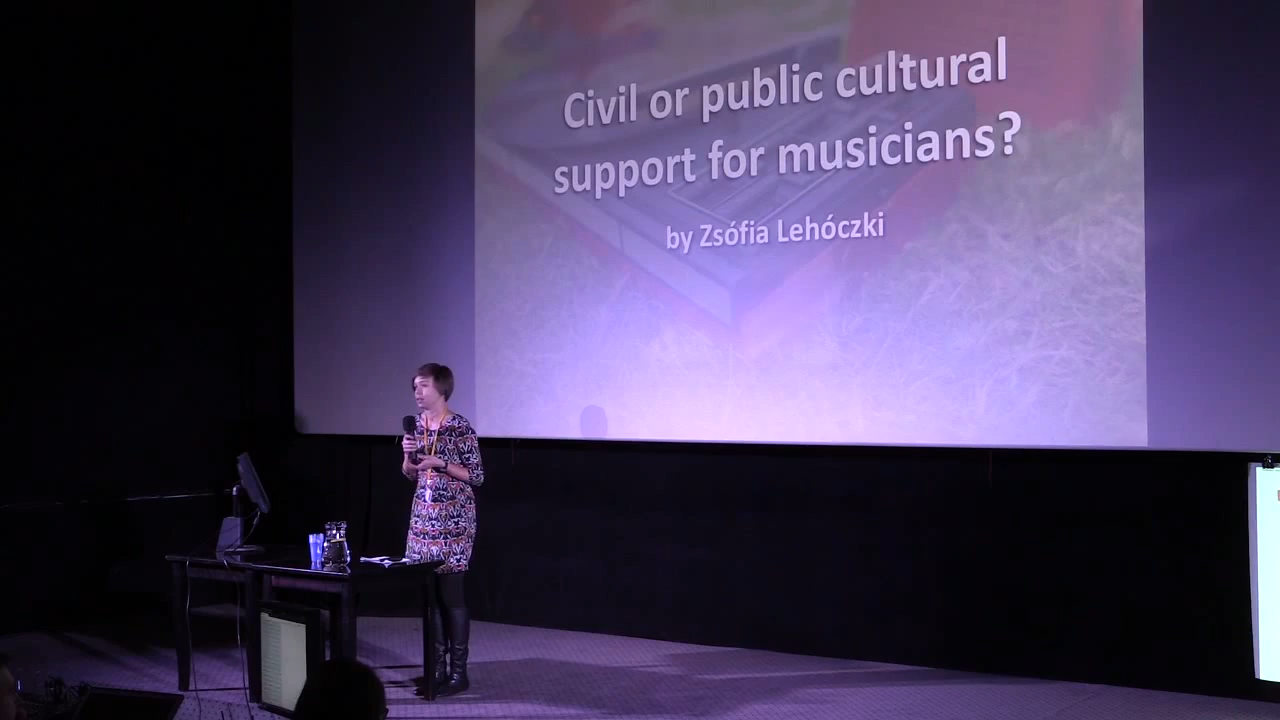 Civil or public cultural
support for musicians?
by Zsófia Lehóczki